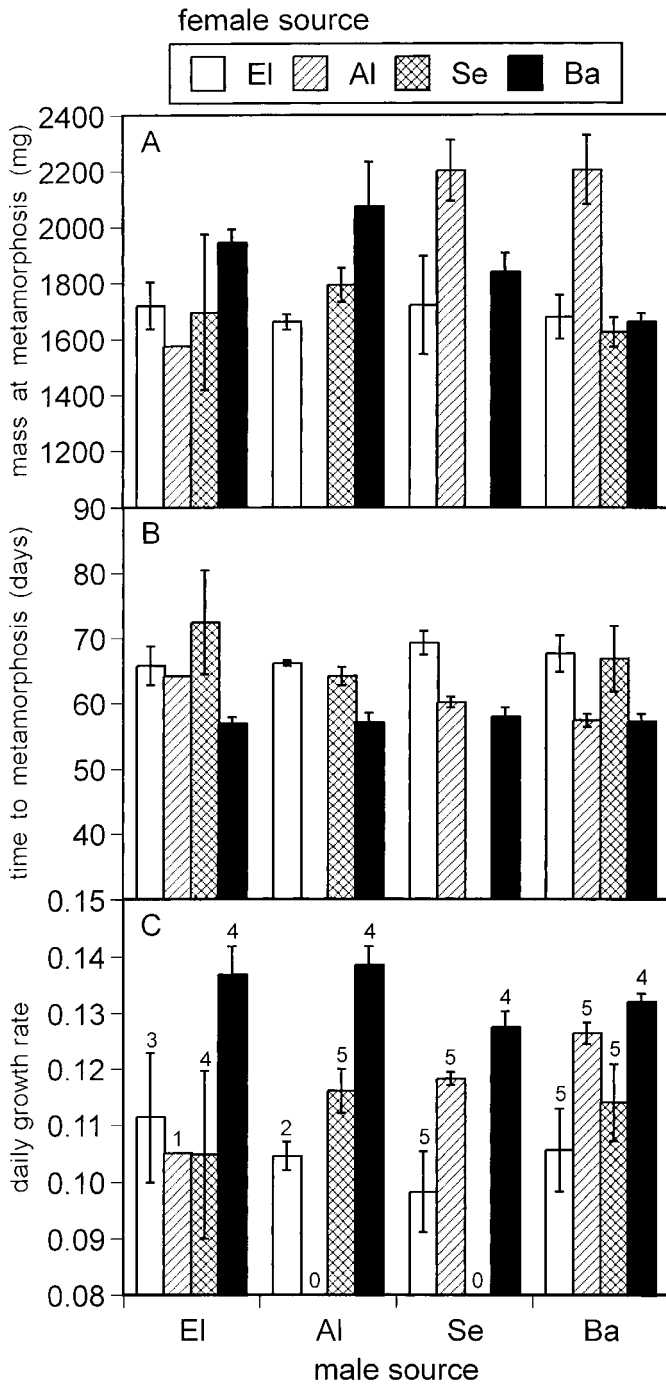 female source
El Al Se Ba
A
mass at metamorphosis (mg)
2400
2200
2000
1800
1600
1400
1200
90
B
time to metamorphosis (days)
80
70
60
50
40
0.15
C
daily growth rate
0.14
0.13
0.12
0.11
0.10
0.09
0.08
3 1 4 4
2 0 5 4
5 5 0 4
5 5 5 4
El Al Se Ba
male source